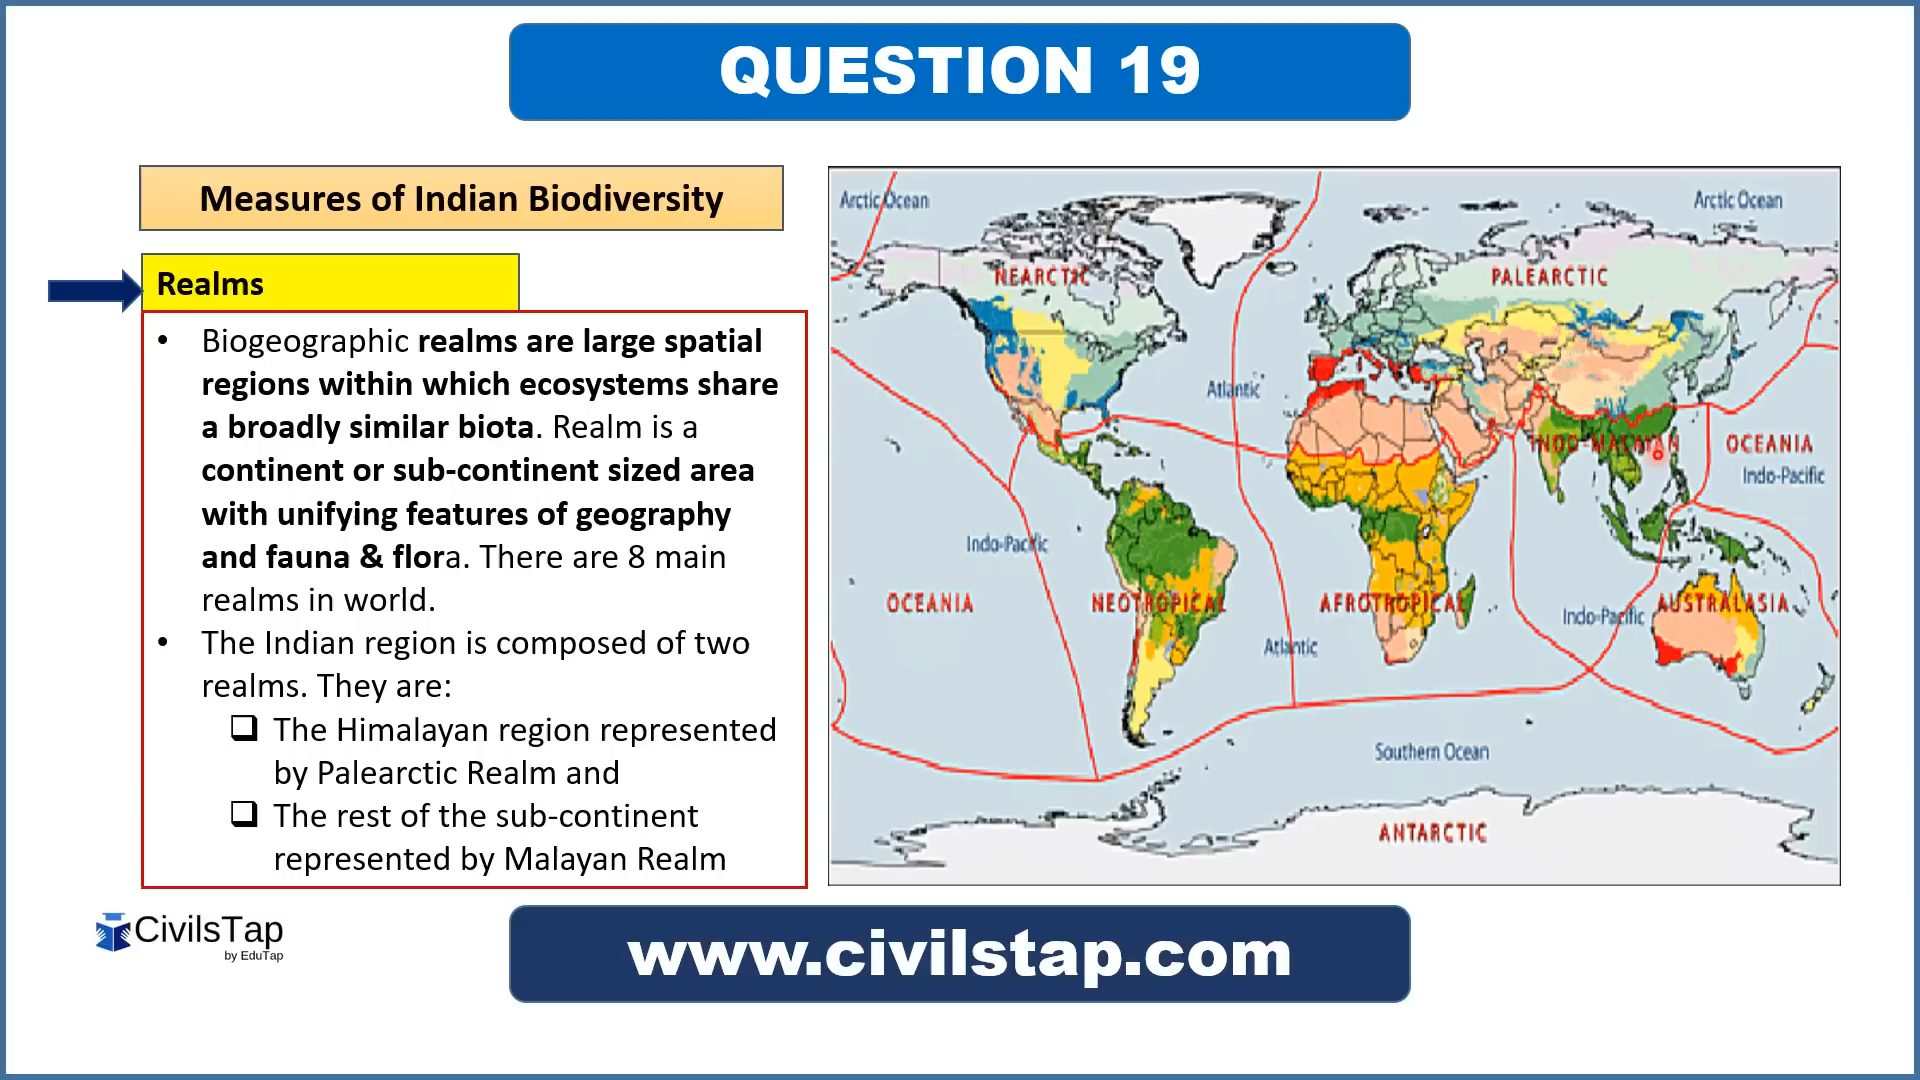 QUESTION 19
Measures of Indian Biodiversity
Realms
• Biogeographic realms are large spatial
regions within which ecosystems share
a broadly similar biota. Realm is a
continent or sub-continent sized area
with unifying features of geography
and fauna & flora. There are 8 main
realms in world.
• The Indian region is composed of two
realms. They are:
❑ The Himalayan region represented
by Palearctic Realm and
❑ The rest of the sub-continent
represented by Malayan Realm
Arctic Ocean
Arctic Ocean
NEARCTIC
PALEARCTIC
Atlantic
INDO-MALAYAN
OCEANIA
Indo-Pacific
Indo-Pacific
OCEANIA
NEOTROPICAL
AFROTROPICAL
AUSTRALASIA
Indo-Pacific
Atlantic
Southern Ocean
ANTARCTIC
CivilsTap
by EduTap
www.civilstap.com